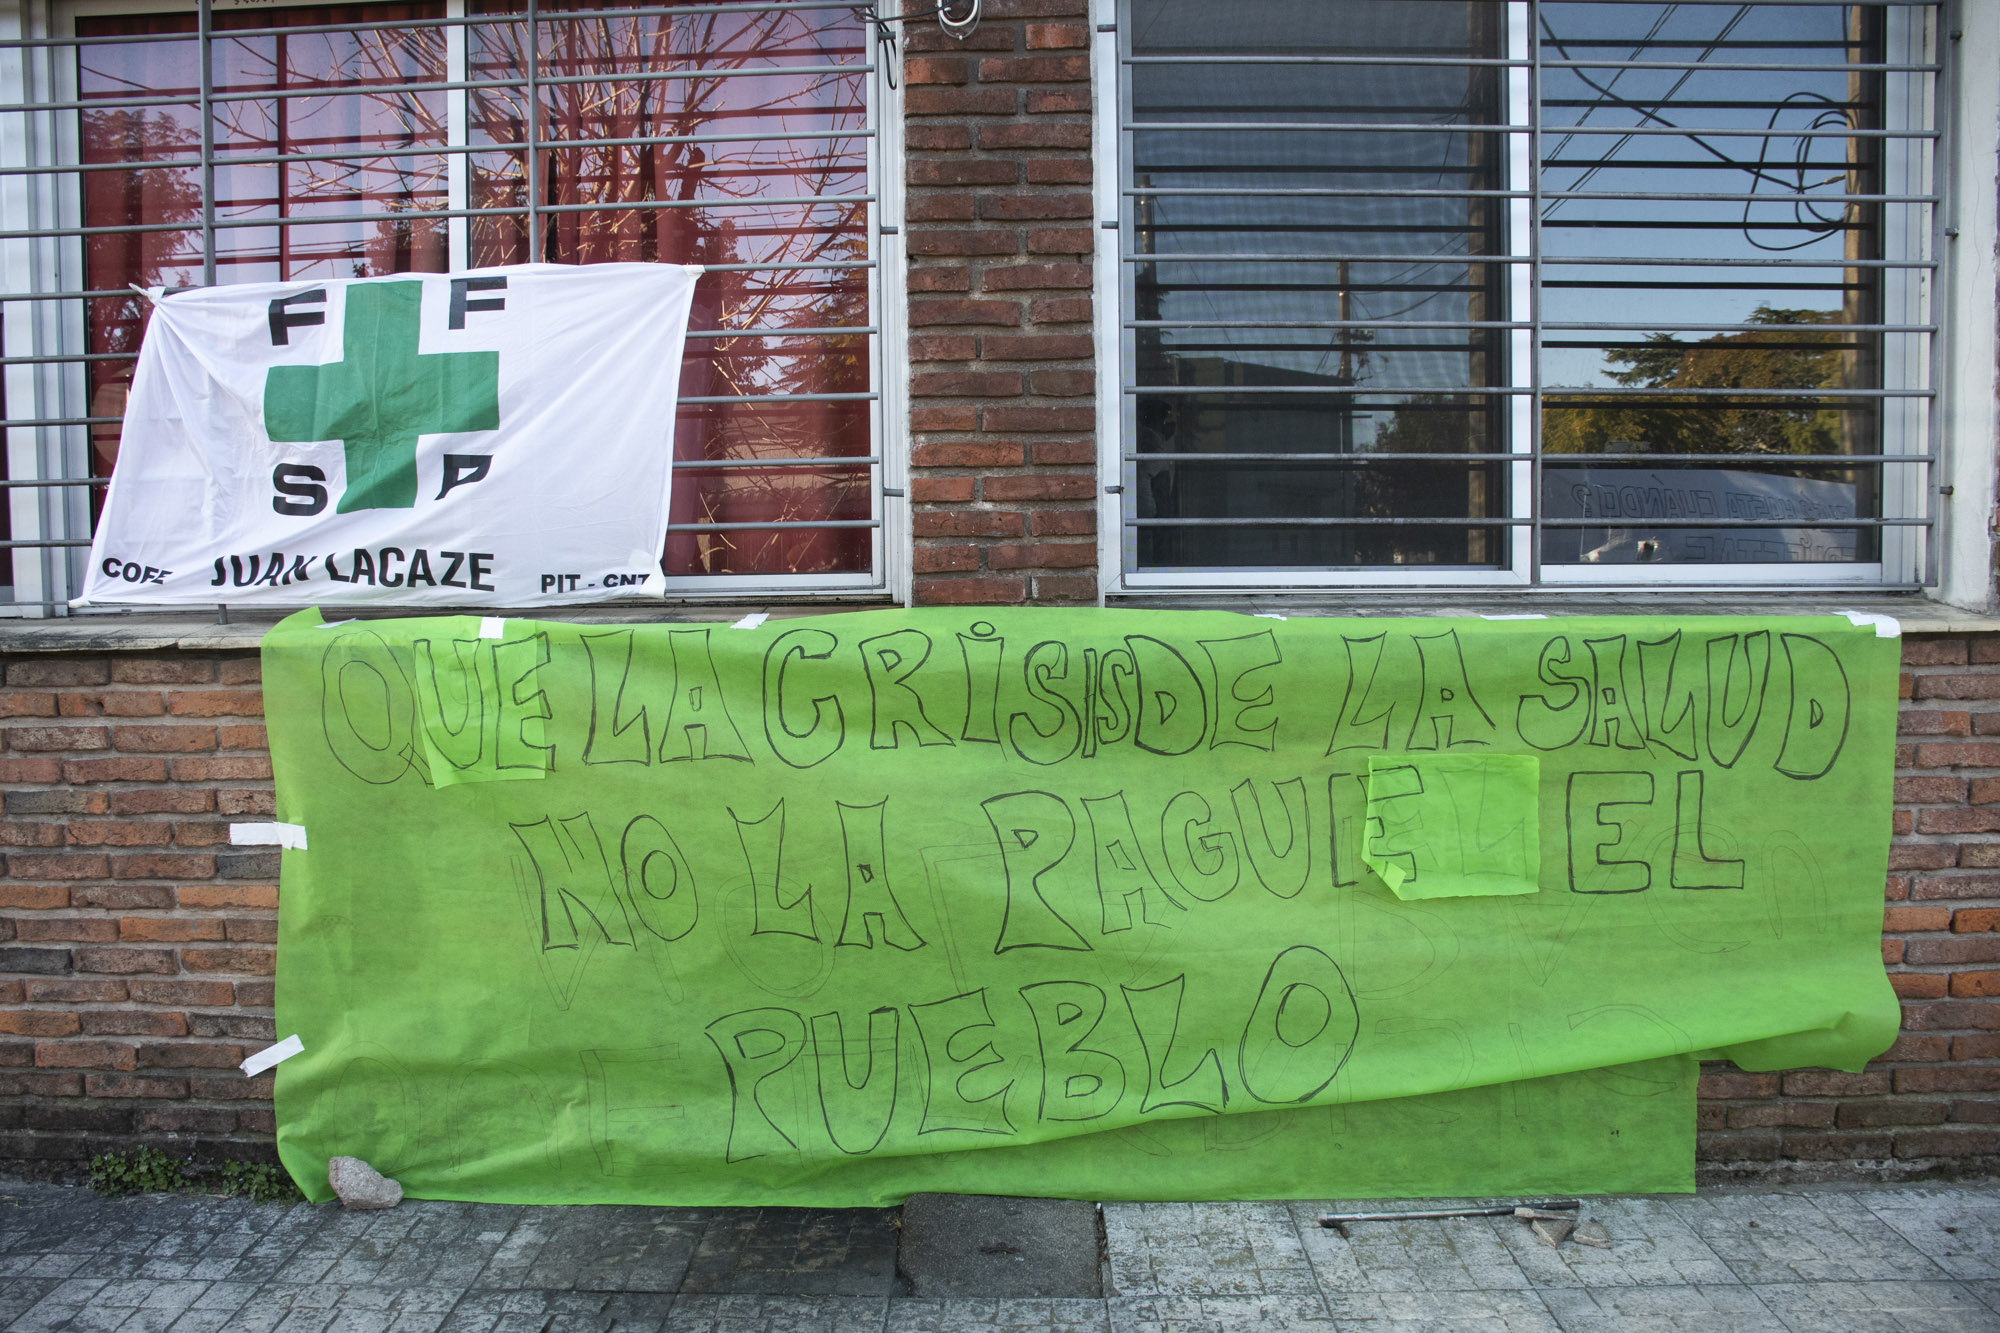 F F
S P
COFE JUAN LACAZE PIT - CNT
QUE LA CRISIS DE LA SALUD
NO LA PAGUE EL
PUEBLO